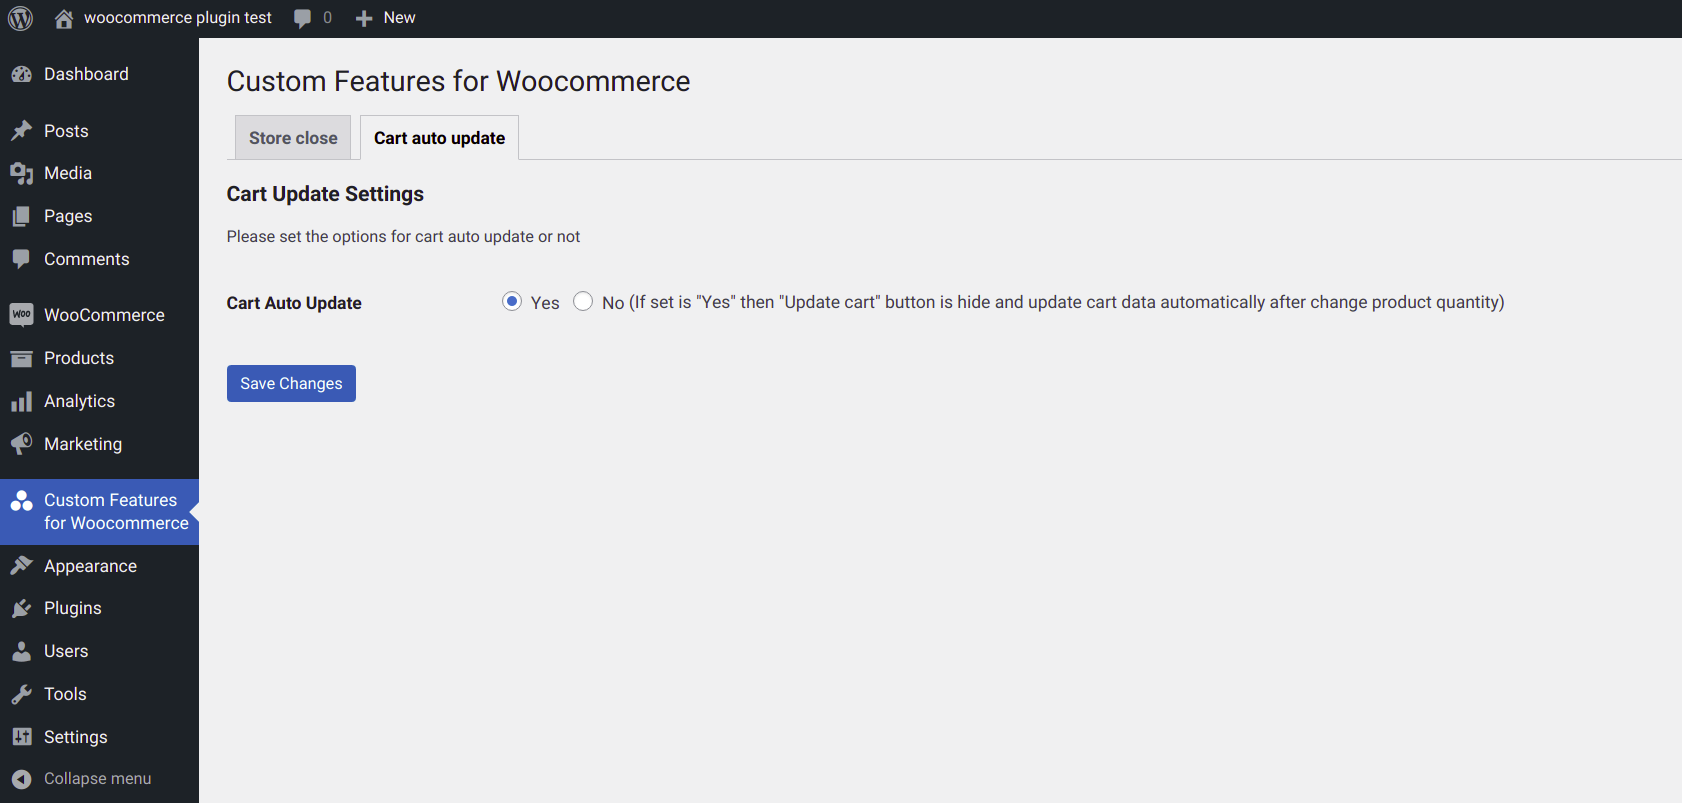 woocommerce plugin test 0 New
Dashboard
Posts
Media
Pages
Comments
Woo WooCommerce
Products
Analytics
Marketing
Custom Features
for Woocommerce
Appearance
Plugins
Users
Tools
Settings
Collapse menu
Custom Features for Woocommerce
Store close Cart auto update
Cart Update Settings
Please set the options for cart auto update or not
Cart Auto Update Yes No (If set is "Yes" then "Update cart" button is hide and update cart data automatically after change product quantity)
Save Changes